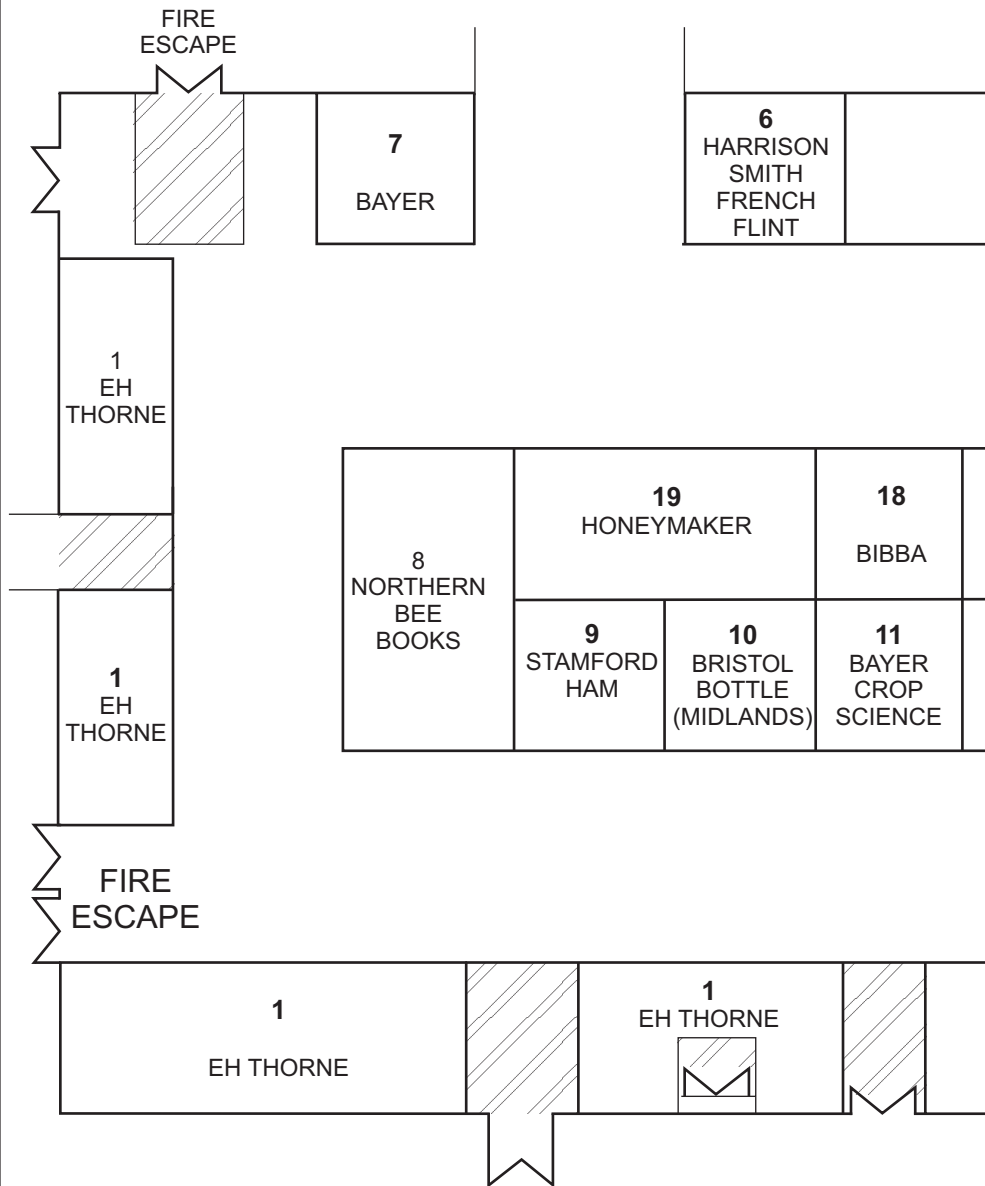 FIRE
ESCAPE
7
BAYER
6
HARRISON
SMITH
FRENCH
FLINT
1
EH
THORNE
19
HONEYMAKER
18
BIBBA
8
NORTHERN
BEE
BOOKS
9
STAMFORD
HAM
10
BRISTOL
BOTTLE
(MIDLANDS)
11
BAYER
CROP
SCIENCE
1
EH
THORNE
FIRE
ESCAPE
1
EH THORNE
1
EH THORNE